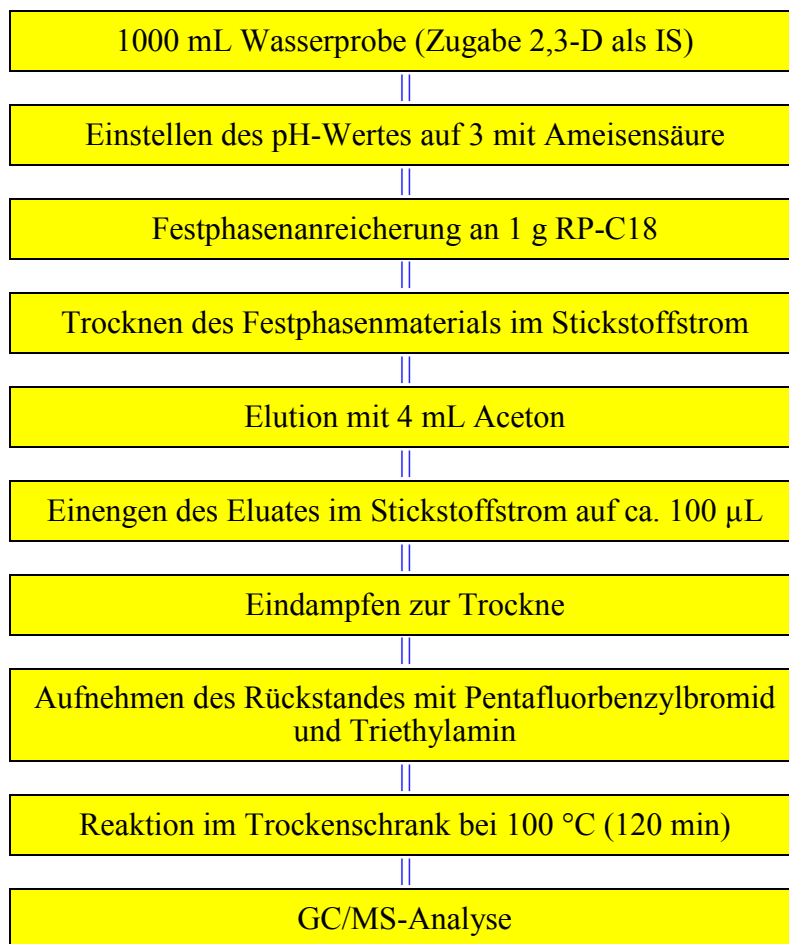 1000 mL Wasserprobe (Zugabe 2,3-D als IS)
Einstellen des pH-Wertes auf 3 mit Ameisensäure
Festphasenanreicherung an 1 g RP-C18
Trocknen des Festphasenmaterials im Stickstoffstrom
Elution mit 4 mL Aceton
Einengen des Eluates im Stickstoffstrom auf ca. 100 µL
Eindampfen zur Trockne
Aufnehmen des Rückstandes mit Pentafluorbenzylbromid
und Triethylamin
Reaktion im Trockenschrank bei 100 °C (120 min)
GC/MS-Analyse